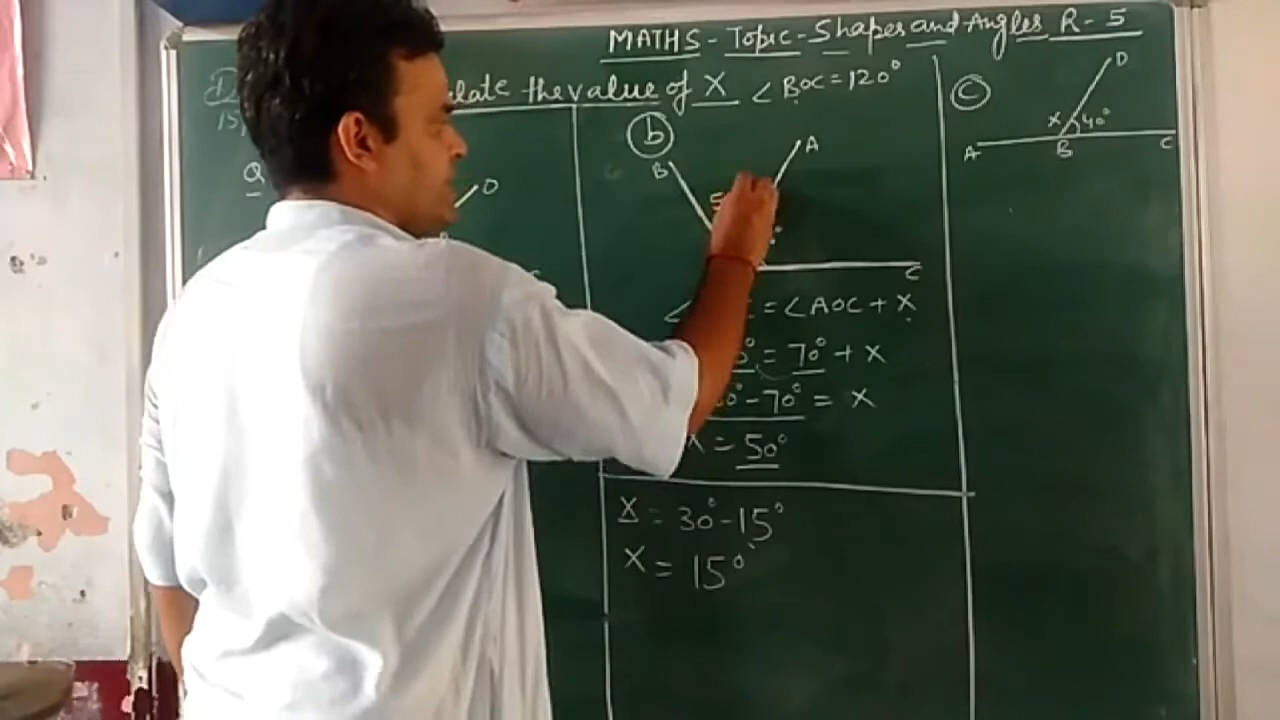 MATHS - Topic - Shapes and Angles R - 5
the value of X ∠BOC = 120°
Q
D
b
B
A
C
= ∠AOC + X
= 70° + X
- 70° = X
X = 50°
X = 30° - 15°
X = 15°
C
D
X 40°
A B C